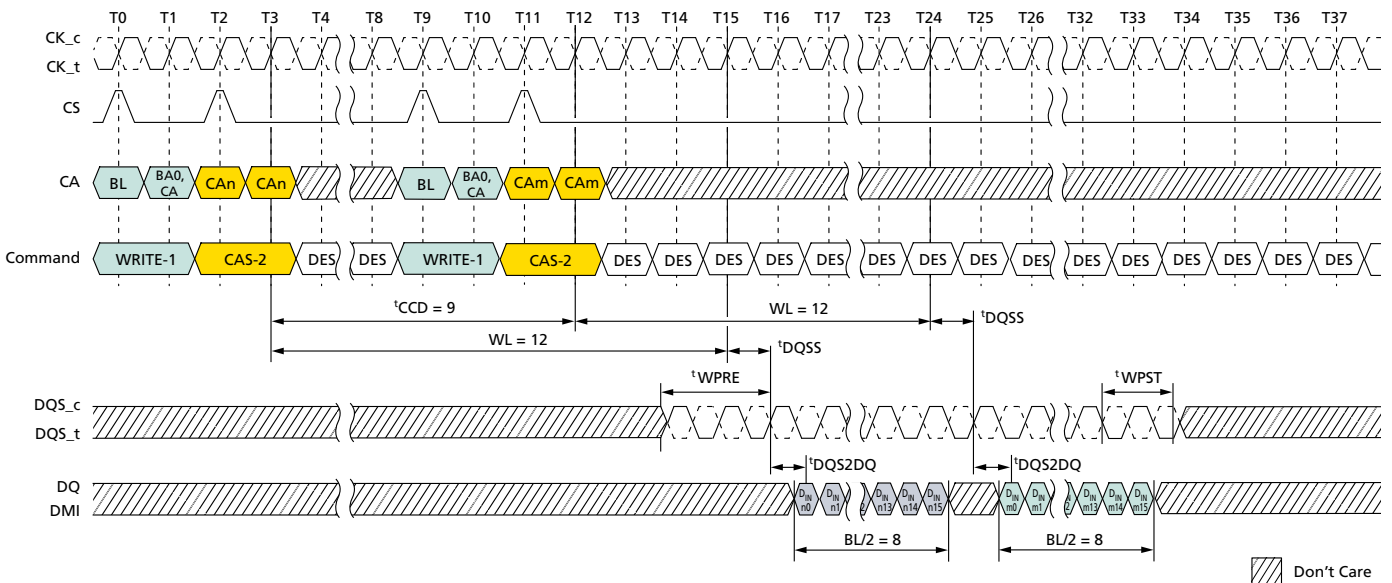 T0 T1 T2 T3 T4 T8 T9 T10 T11 T12 T13 T14 T15 T16 T17 T23 T24 T25 T26 T32 T33 T34 T35 T36 T37
CK_c
CK_t
CS
CA BL BA0, CA CAn CAn BL BA0, CA CAm CAm
Command WRITE-1 CAS-2 DES DES WRITE-1 CAS-2 DES DES DES DES DES DES DES DES DES DES DES DES DES DES DES
tCCD = 9 WL = 12 tDQSS
WL = 12 tDQSS
tWPRE tWPST
DQS_c
DQS_t
tDQS2DQ tDQS2DQ
DQ
DMI
DIN n0 DIN n1 DIN n13 DIN n14 DIN n15 DIN m0 DIN m1 DIN m13 DIN m14 DIN m15
BL/2 = 8 BL/2 = 8
Don't Care